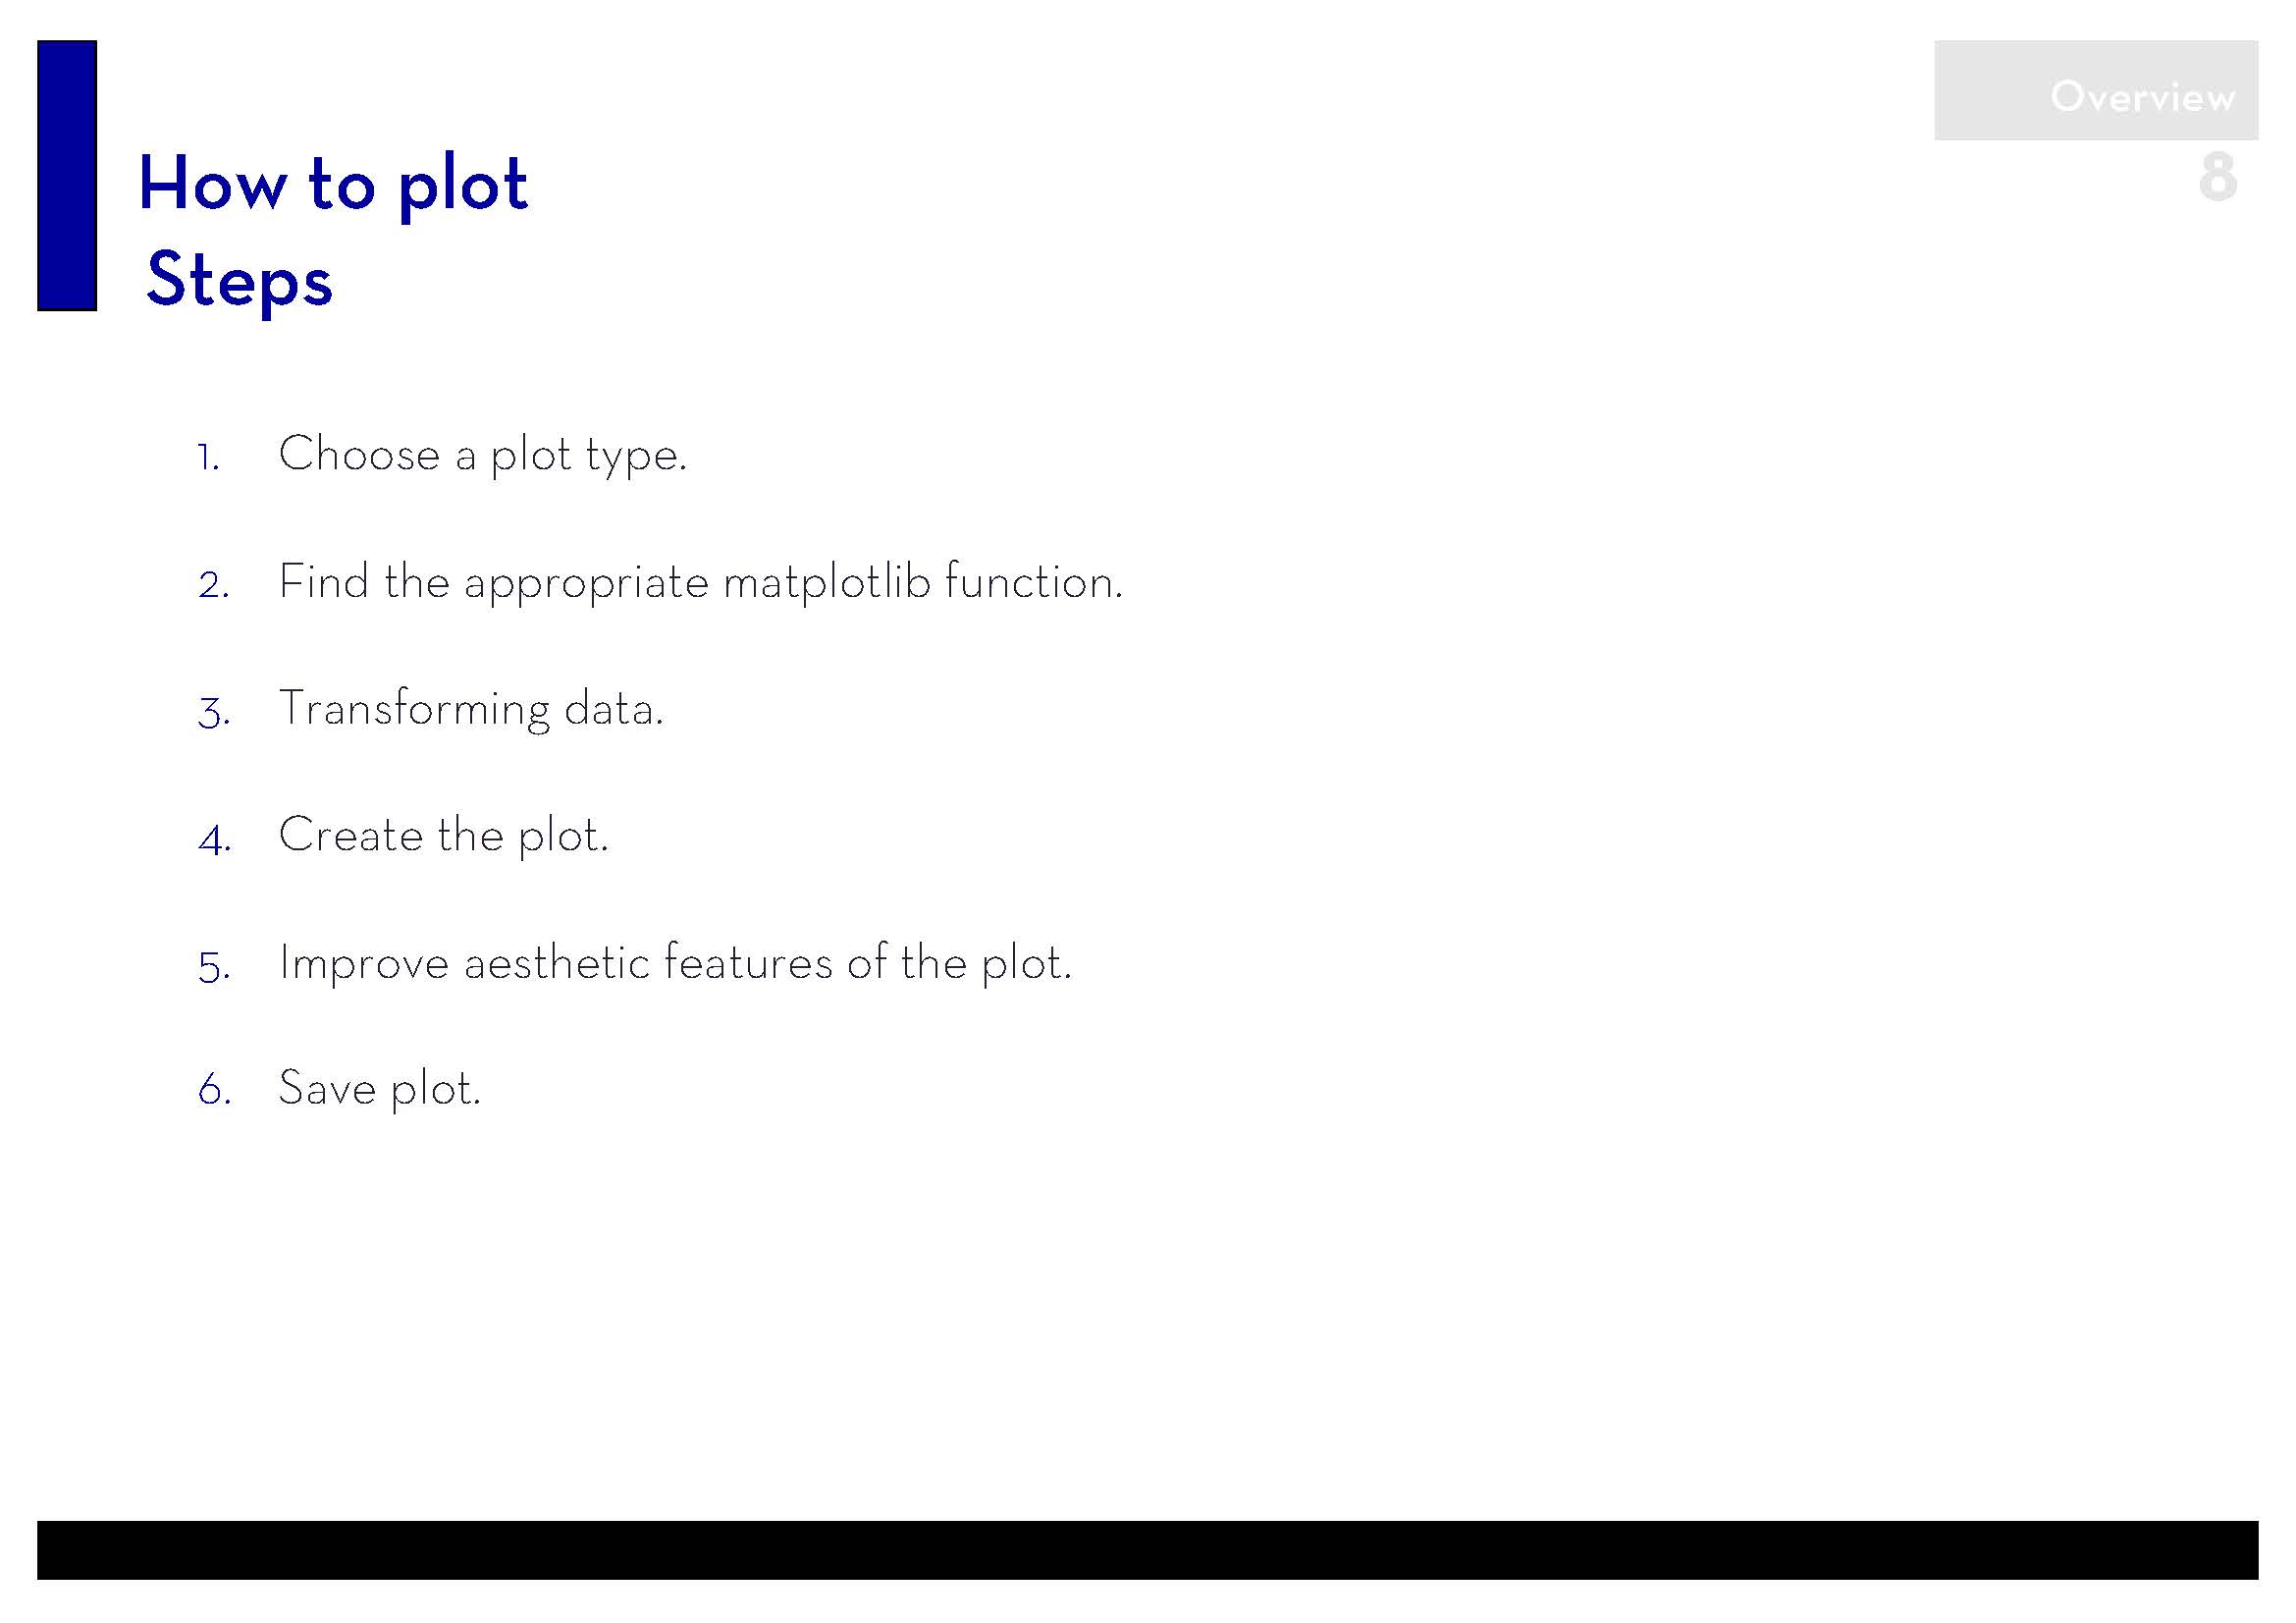 Overview
8
How to plot
Steps
1. Choose a plot type.
2. Find the appropriate matplotlib function.
3. Transforming data.
4. Create the plot.
5. Improve aesthetic features of the plot.
6. Save plot.